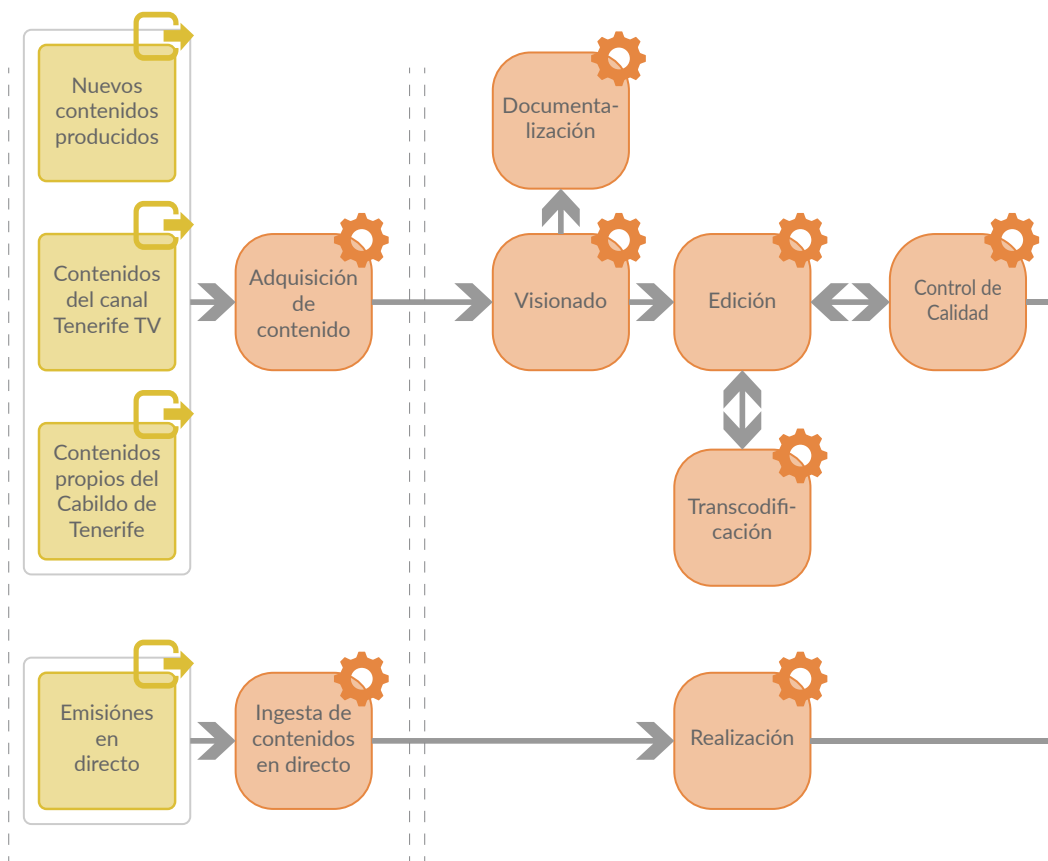 Nuevos
contenidos
producidos
Documenta-
lización
Contenidos
del canal
Tenerife TV
Adquisición
de
contenido
Visionado
Edición
Control de
Calidad
Contenidos
propios del
Cabildo de
Tenerife
Transcodifi-
cación
Emisiónes
en
directo
Ingesta de
contenidos
en directo
Realización